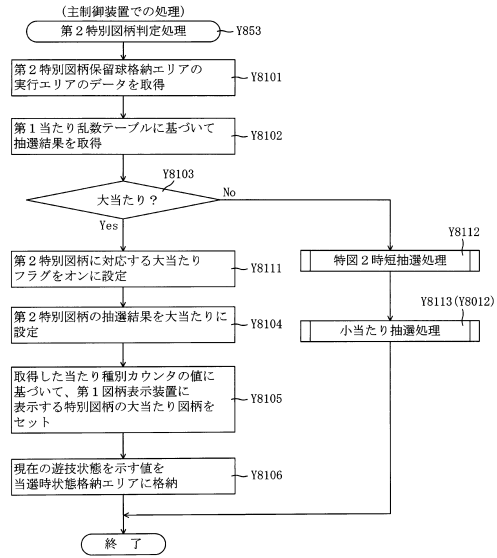 (主制御装置での処理)
第2特別図柄判定処理
Y853
第2特別図柄保留球格納エリアの
実行エリアのデータを取得
Y8101
第1当たり乱数テーブルに基づいて
抽選結果を取得
Y8102
Y8103
大当たり?
No
Yes
第2特別図柄に対応する大当たり
フラグをオンに設定
Y8111
Y8112
特図2時短抽選処理
第2特別図柄の抽選結果を大当たりに
設定
Y8104
Y8113(Y8012)
小当たり抽選処理
取得した当たり種別カウンタの値に
基づいて、第1図柄表示装置に
表示する特別図柄の大当たり図柄を
セット
Y8105
現在の遊技状態を示す値を
当選時状態格納エリアに格納
Y8106
終了